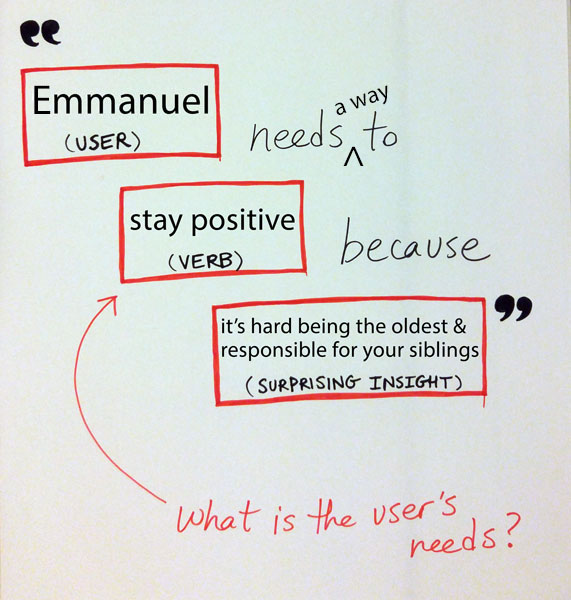 “
Emmanuel
(USER)
needs a way to
stay positive
(VERB)
because
it’s hard being the oldest &
responsible for your siblings
(SURPRISING INSIGHT)
”
What is the user's
needs?